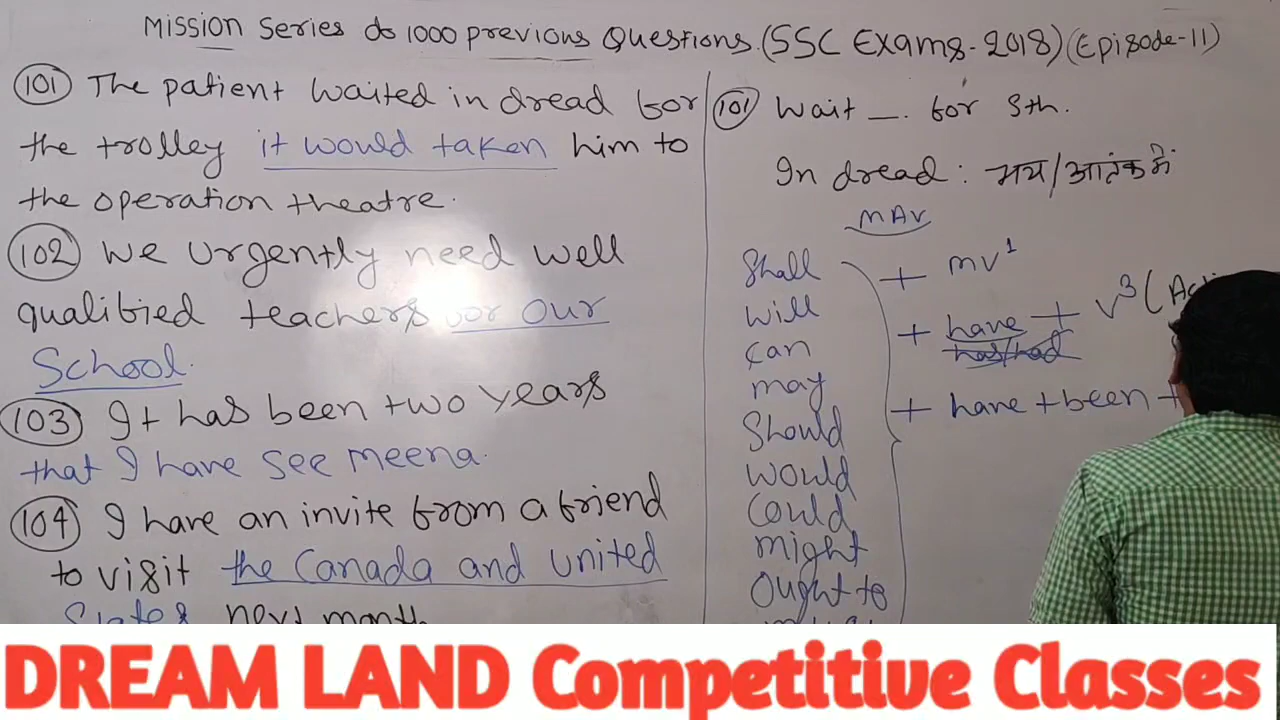 Mission Series do 1000 previous Questions. (SSC Exams-2018) (Episode-11)
(101) The patient waited in dread for
the trolley it would taken him to
the operation theatre.
(102) We urgently need well
qualified teachers for our
School.
(103) It has been two years
that I have see meena.
(104) I have an invite from a friend
to visit the Canada and united
States next month
(101) Wait __. for sth.
In dread: भय/आतंक में
MAV
Shall
will
can
may
Should
would
Could
might
Ought to
+ mv¹
+ have + v³ (Acti
has/had
+ have + been +
DREAM LAND Competitive Classes